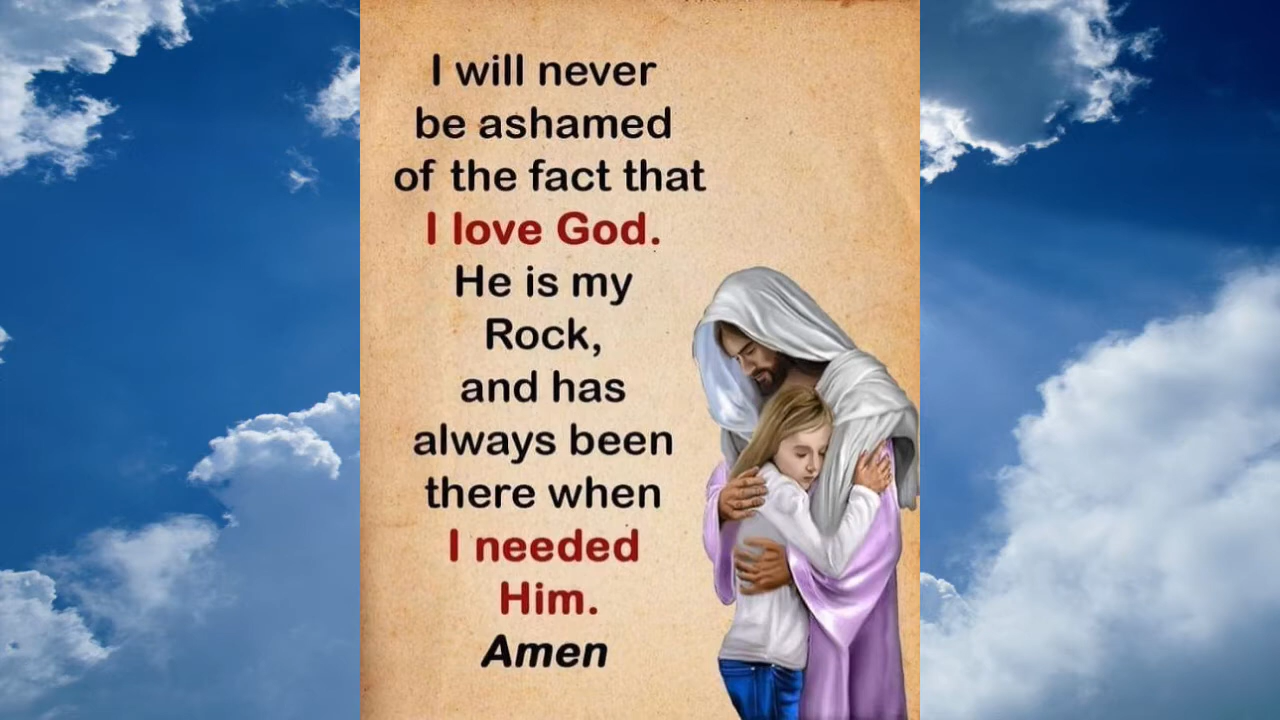 I will never
be ashamed
of the fact that
I love God.
He is my
Rock,
and has
always been
there when
I needed
Him.
Amen